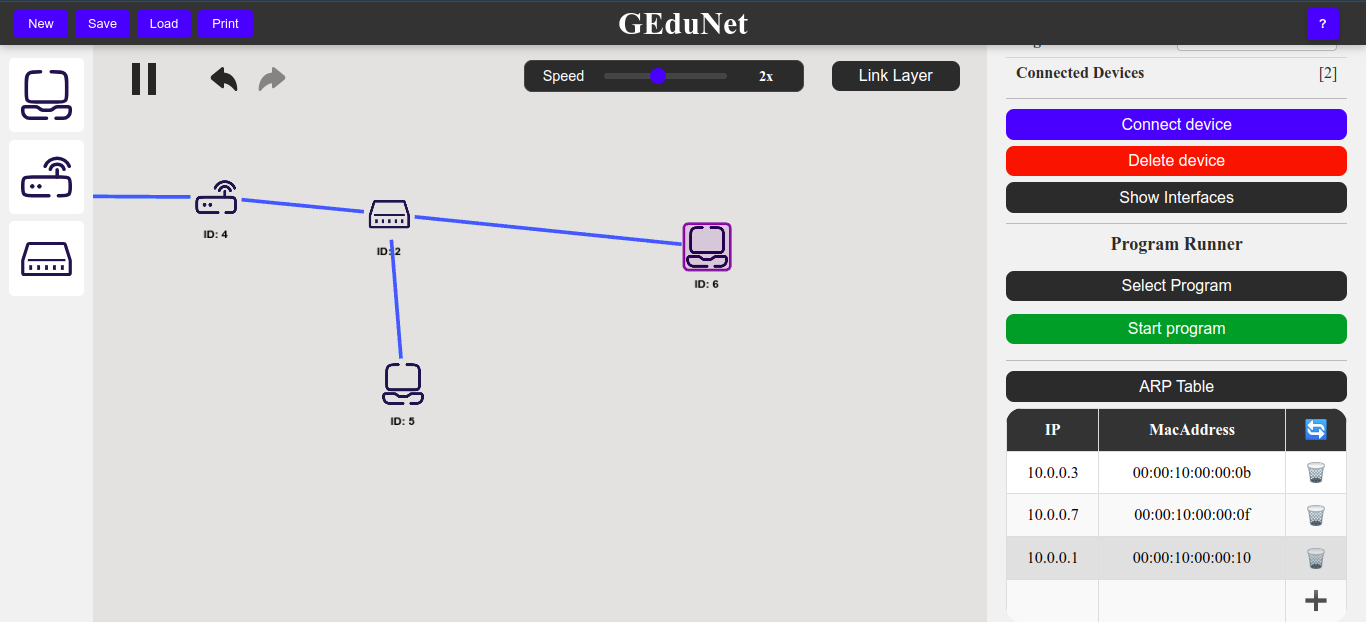 New
Save
Load
Print
GEduNet
?
Speed
2x
Link Layer
ID: 4
ID: 2
ID: 6
ID: 5
Connected Devices [2]
Connect device
Delete device
Show Interfaces
Program Runner
Select Program
Start program
ARP Table
IP MacAddress
10.0.0.3 00:00:10:00:00:0b
10.0.0.7 00:00:10:00:00:0f
10.0.0.1 00:00:10:00:00:10